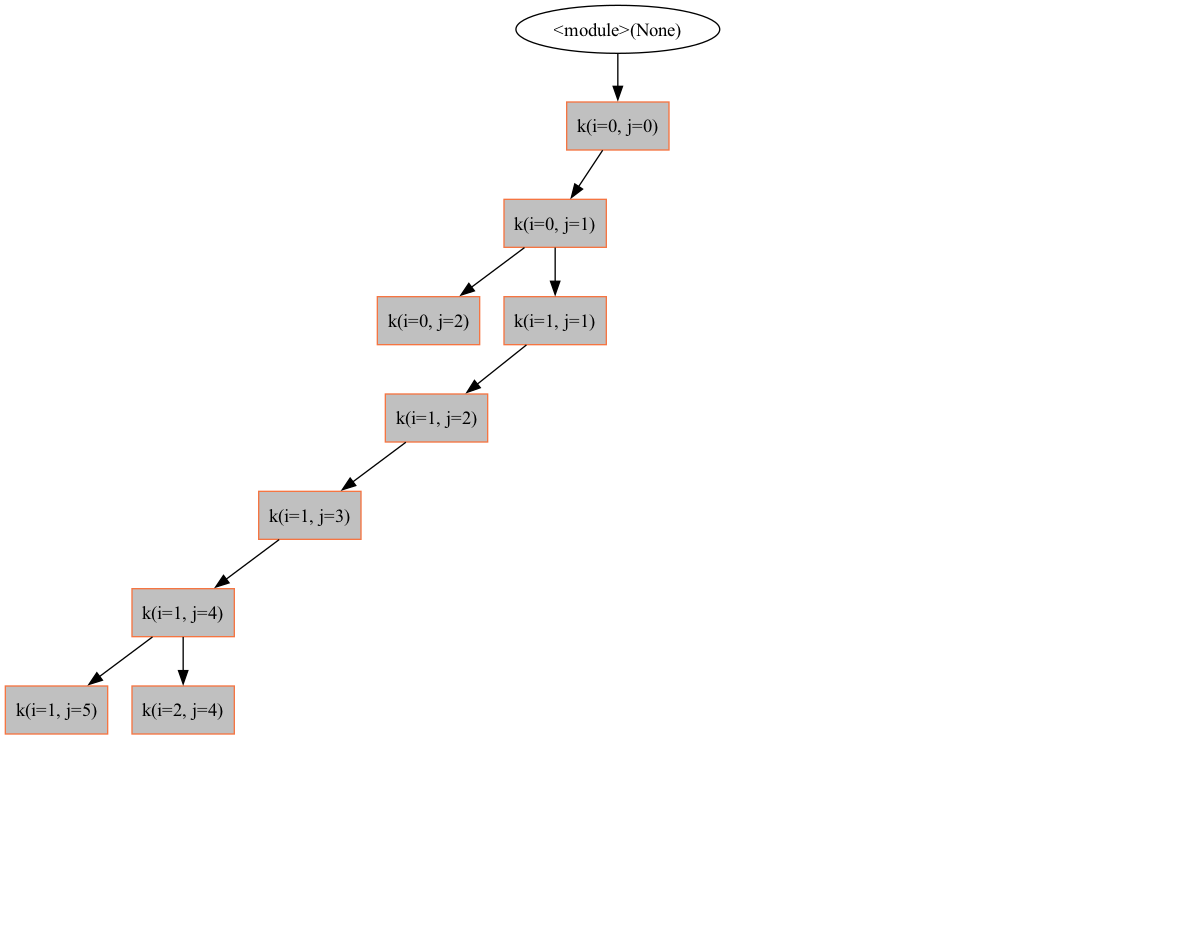 <module>(None)
k(i=0, j=0)
k(i=0, j=1)
k(i=0, j=2)
k(i=1, j=1)
k(i=1, j=2)
k(i=1, j=3)
k(i=1, j=4)
k(i=1, j=5)
k(i=2, j=4)